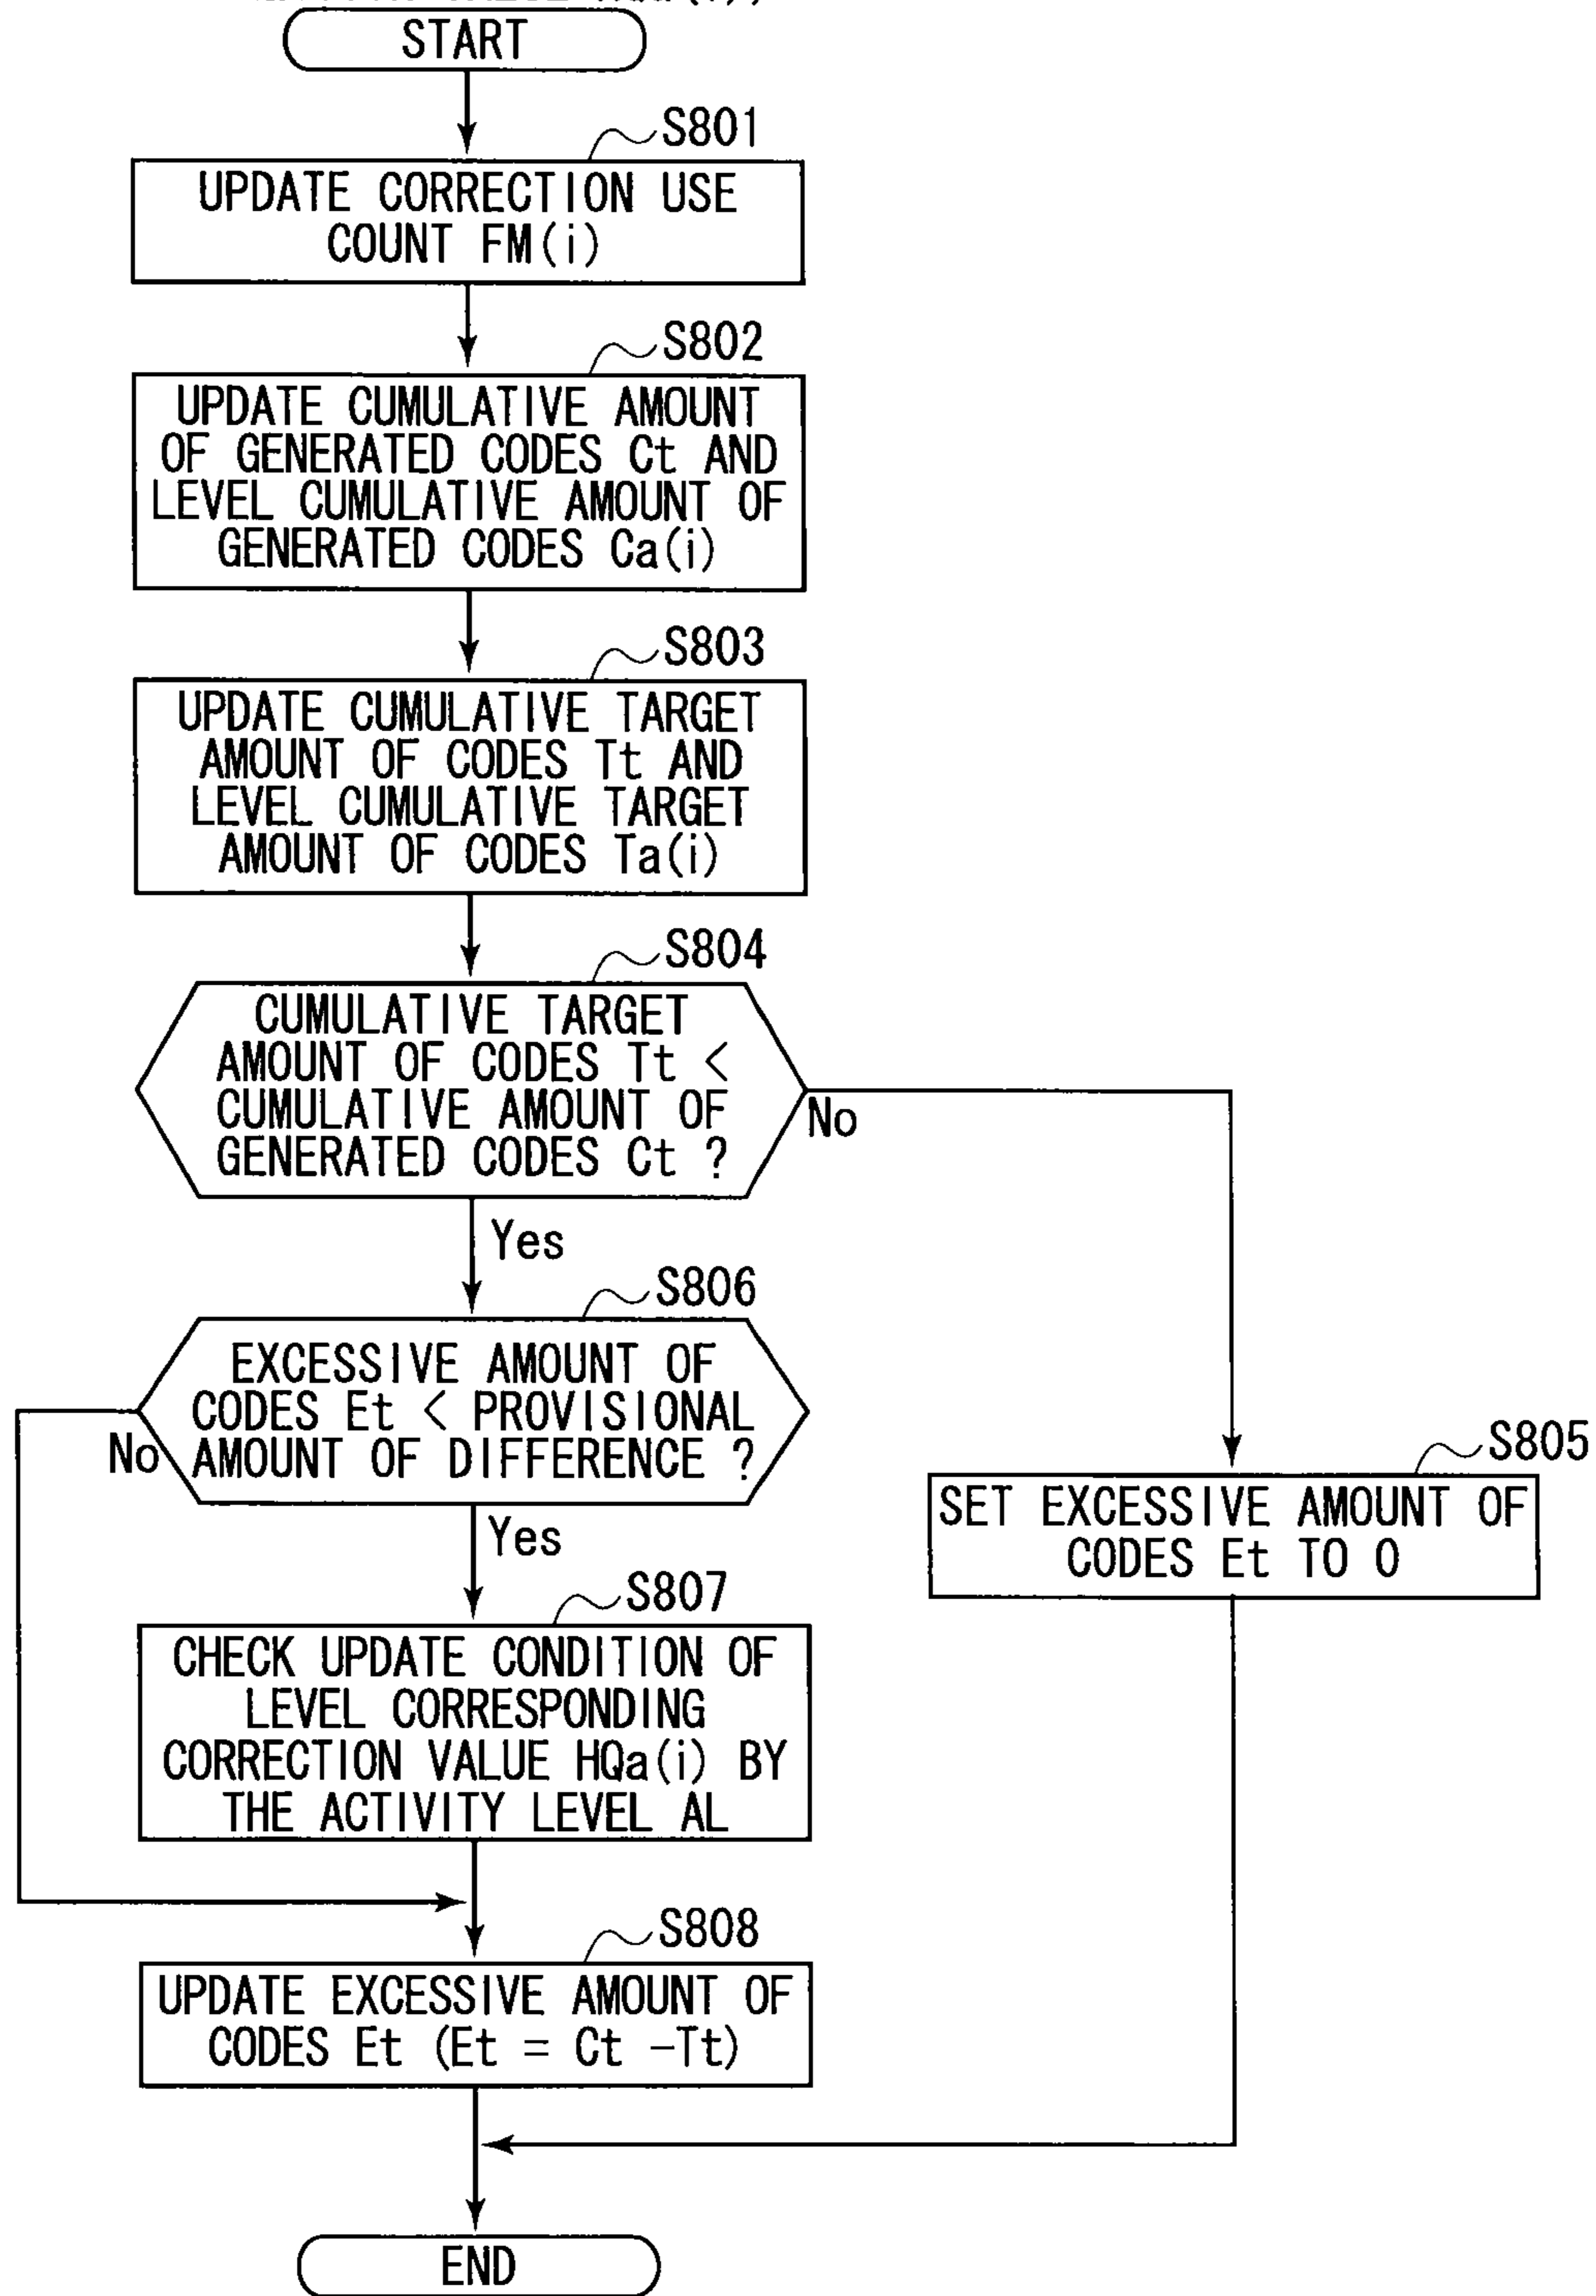 START
S801
UPDATE CORRECTION USE
COUNT FM(i)
S802
UPDATE CUMULATIVE AMOUNT
OF GENERATED CODES Ct AND
LEVEL CUMULATIVE AMOUNT OF
GENERATED CODES Ca(i)
S803
UPDATE CUMULATIVE TARGET
AMOUNT OF CODES Tt AND
LEVEL CUMULATIVE TARGET
AMOUNT OF CODES Ta(i)
S804
CUMULATIVE TARGET
AMOUNT OF CODES Tt <
CUMULATIVE AMOUNT OF
GENERATED CODES Ct ?
No
Yes
S806
EXCESSIVE AMOUNT OF
CODES Et < PROVISIONAL
AMOUNT OF DIFFERENCE ?
No
Yes
S805
SET EXCESSIVE AMOUNT OF
CODES Et TO 0
S807
CHECK UPDATE CONDITION OF
LEVEL CORRESPONDING
CORRECTION VALUE HQa(i) BY
THE ACTIVITY LEVEL AL
S808
UPDATE EXCESSIVE AMOUNT OF
CODES Et (Et = Ct -Tt)
END